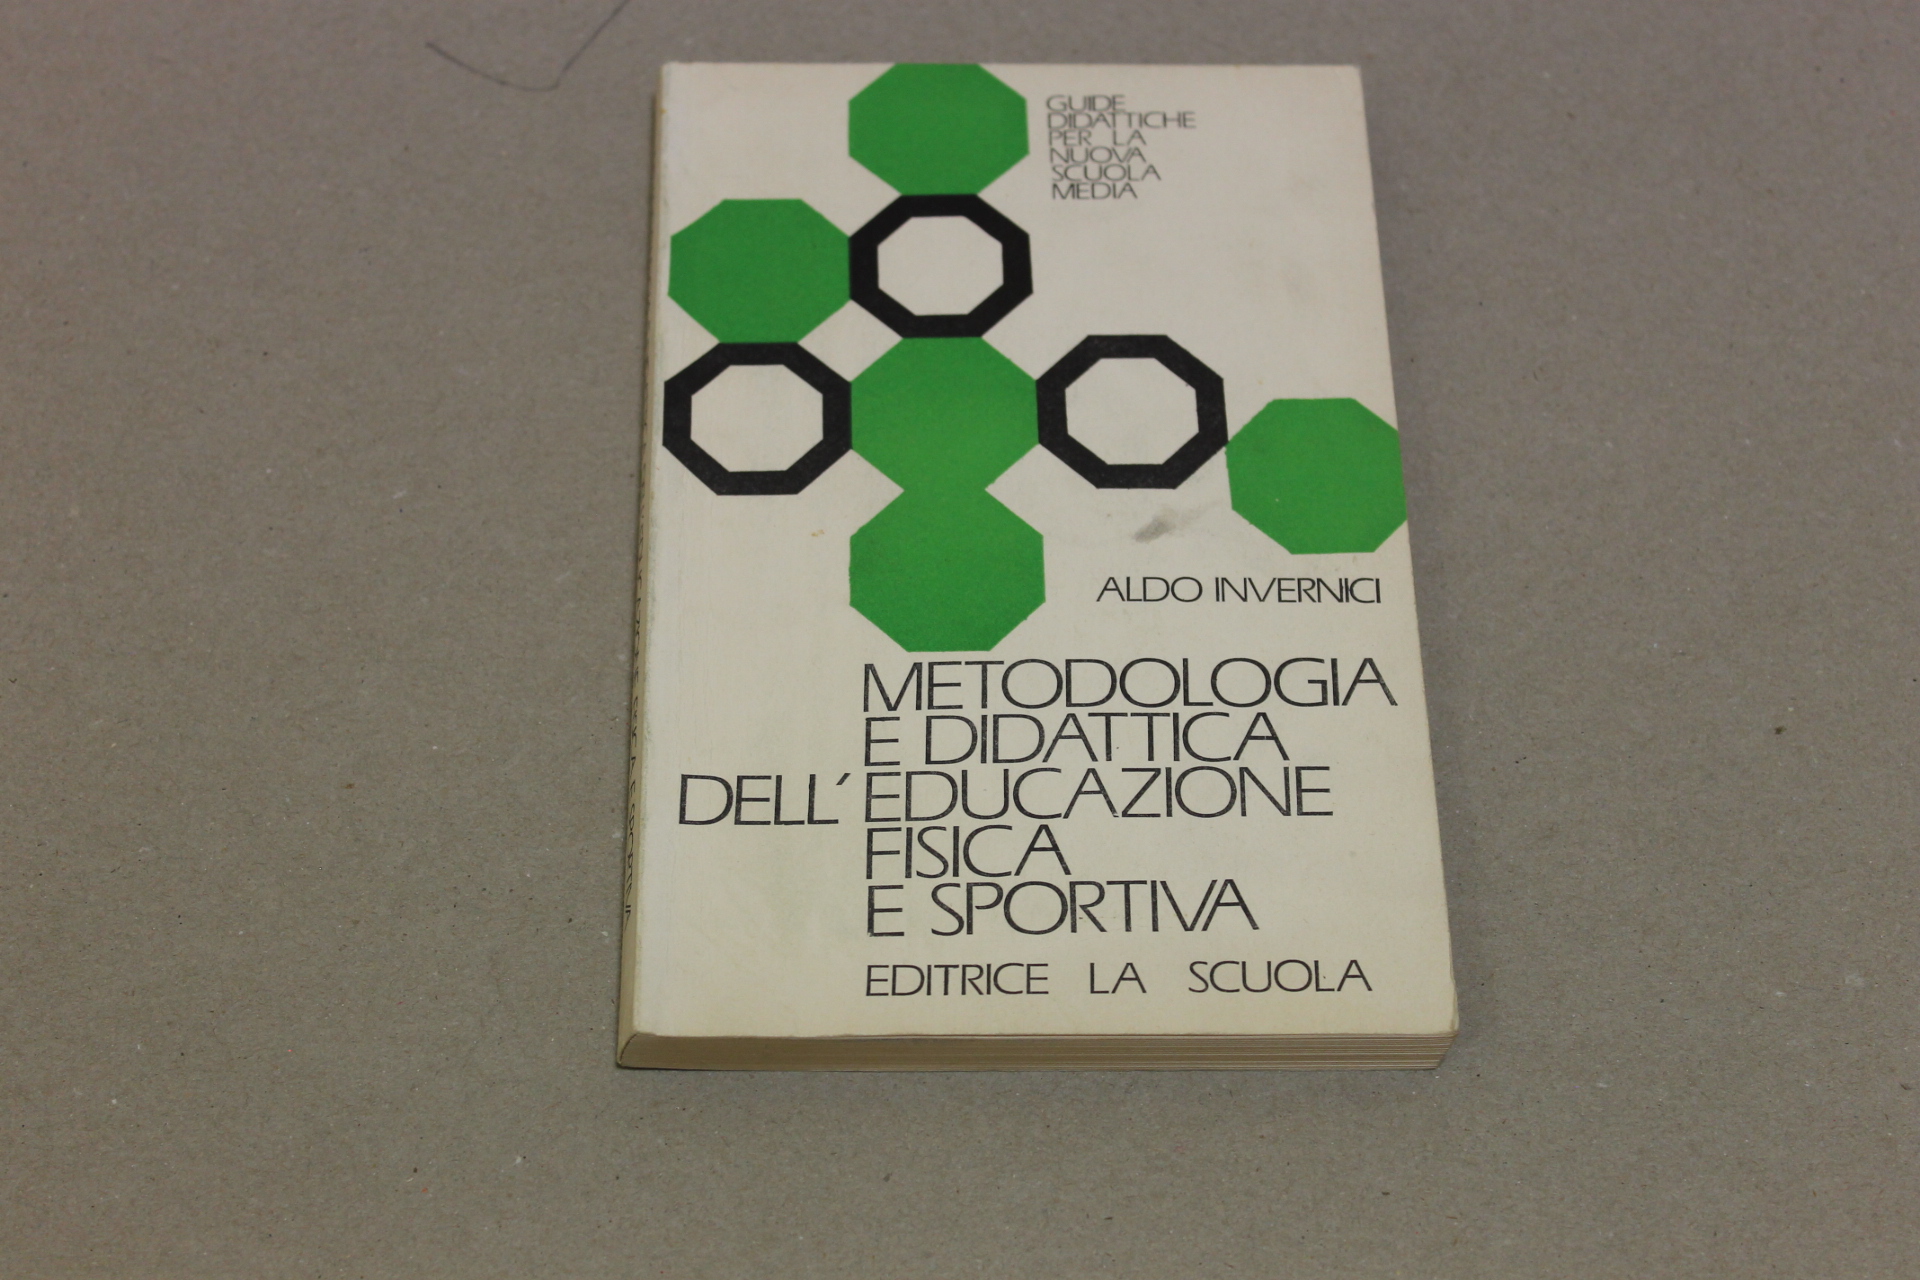 GUIDE
DIDATTICHE
PER LA
NUOVA
SCUOLA
MEDIA
ALDO INVERNICI
METODOLOGIA
E DIDATTICA
DELL'EDUCAZIONE
FISICA
E SPORTIVA
EDITRICE LA SCUOLA